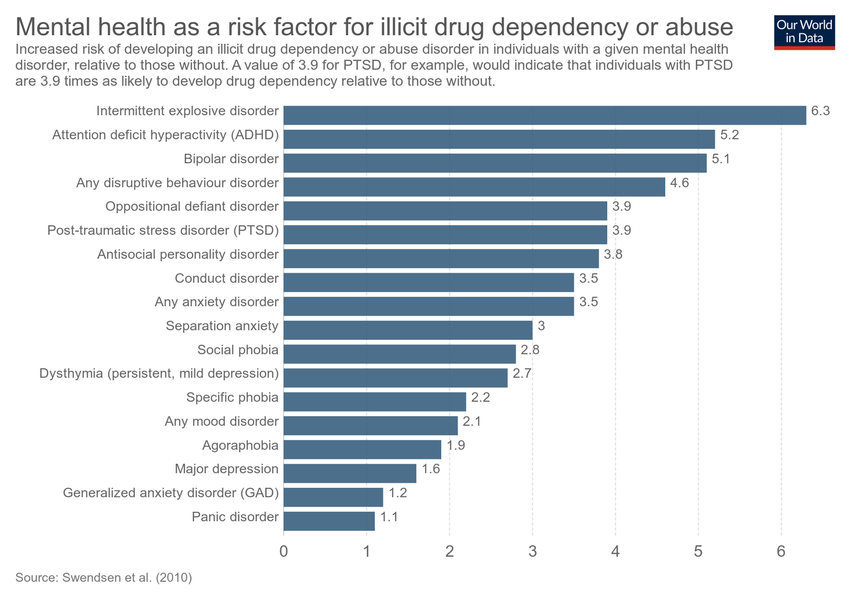 Mental health as a risk factor for illicit drug dependency or abuse
Our World
in Data
Increased risk of developing an illicit drug dependency or abuse disorder in individuals with a given mental health
disorder, relative to those without. A value of 3.9 for PTSD, for example, would indicate that individuals with PTSD
are 3.9 times as likely to develop drug dependency relative to those without.
Intermittent explosive disorder 6.3
Attention deficit hyperactivity (ADHD) 5.2
Bipolar disorder 5.1
Any disruptive behaviour disorder 4.6
Oppositional defiant disorder 3.9
Post-traumatic stress disorder (PTSD) 3.9
Antisocial personality disorder 3.8
Conduct disorder 3.5
Any anxiety disorder 3.5
Separation anxiety 3
Social phobia 2.8
Dysthymia (persistent, mild depression) 2.7
Specific phobia 2.2
Any mood disorder 2.1
Agoraphobia 1.9
Major depression 1.6
Generalized anxiety disorder (GAD) 1.2
Panic disorder 1.1
0 1 2 3 4 5 6
Source: Swendsen et al. (2010)